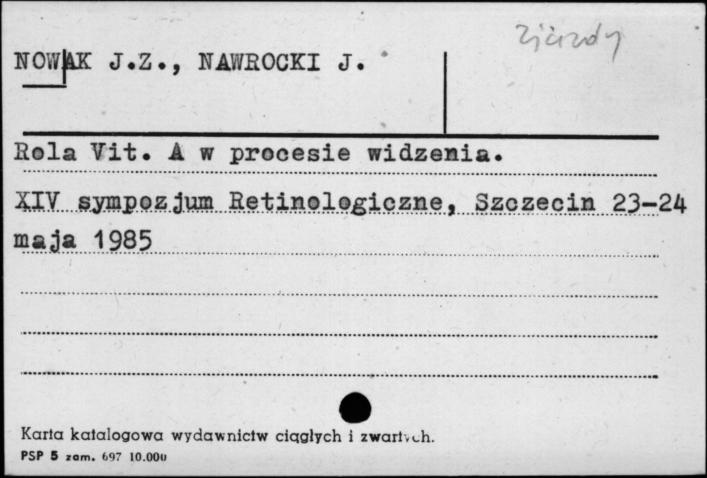 Zjazdy
NOWAK J.Z., NAWROCKI J.
Rola Vit. A w procesie widzenia.
XIV sympozjum Retinologiczne, Szczecin 23-24
maja 1985
Karta katalogowa wydawnictw ciągłych i zwartych.
PSP 5 zam. 697 10.000